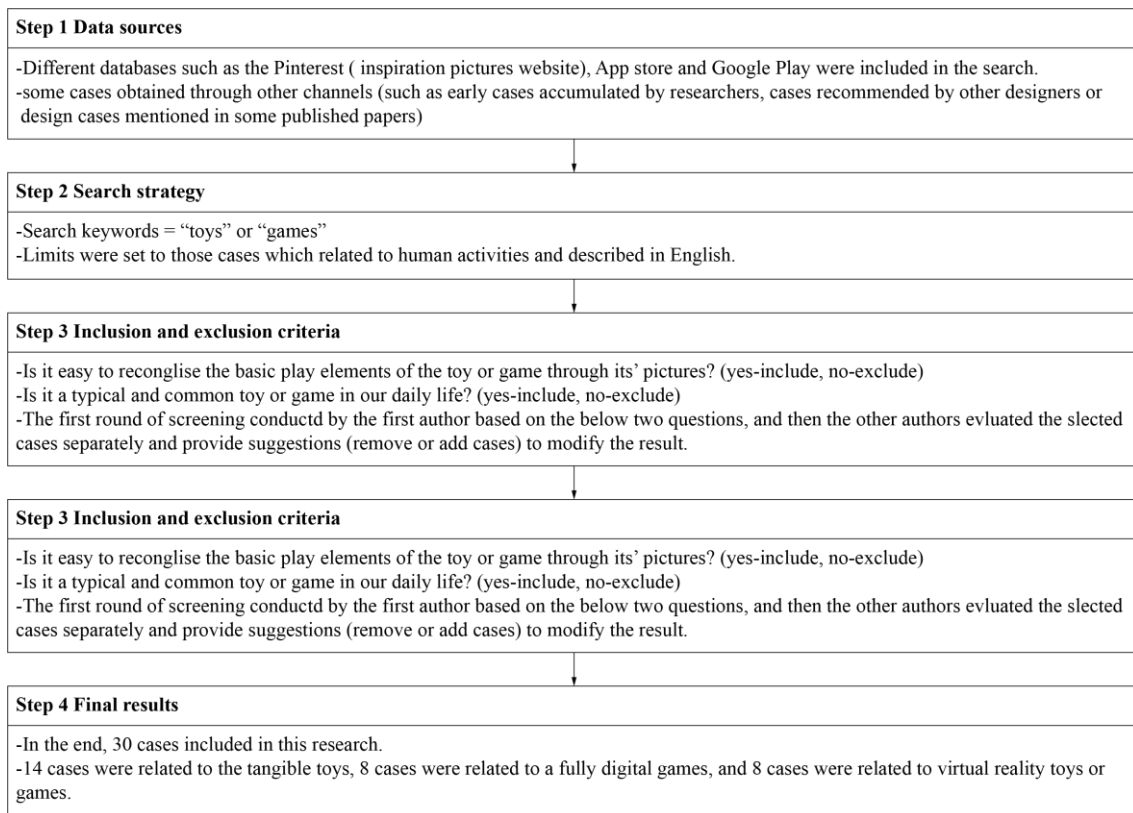 Step 1 Data sources
-Different databases such as the Pinterest ( inspiration pictures website), App store and Google Play were included in the search.
-some cases obtained through other channels (such as early cases accumulated by researchers, cases recommended by other designers or
design cases mentioned in some published papers)
Step 2 Search strategy
-Search keywords = “toys” or “games”
-Limits were set to those cases which related to human activities and described in English.
Step 3 Inclusion and exclusion criteria
-Is it easy to reconglise the basic play elements of the toy or game through its’ pictures? (yes-include, no-exclude)
-Is it a typical and common toy or game in our daily life? (yes-include, no-exclude)
-The first round of screening conductd by the first author based on the below two questions, and then the other authors evluated the slected
cases separately and provide suggestions (remove or add cases) to modify the result.
Step 3 Inclusion and exclusion criteria
-Is it easy to reconglise the basic play elements of the toy or game through its’ pictures? (yes-include, no-exclude)
-Is it a typical and common toy or game in our daily life? (yes-include, no-exclude)
-The first round of screening conductd by the first author based on the below two questions, and then the other authors evluated the slected
cases separately and provide suggestions (remove or add cases) to modify the result.
Step 4 Final results
-In the end, 30 cases included in this research.
-14 cases were related to the tangible toys, 8 cases were related to a fully digital games, and 8 cases were related to virtual reality toys or
games.